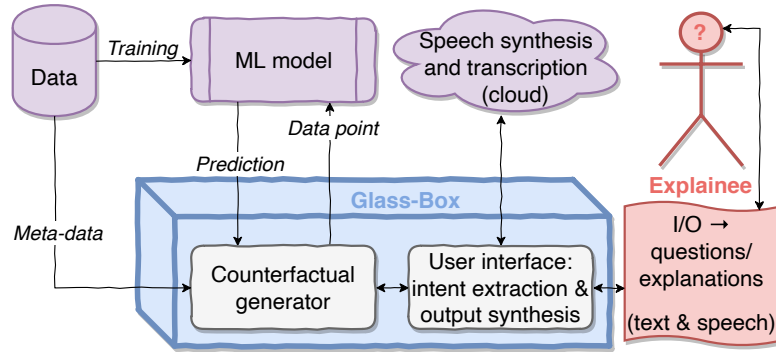 Data
Training
ML model
Speech synthesis
and transcription
(cloud)
?
Data point
Prediction
Explainee
Glass-Box
Meta-data
Counterfactual
generator
User interface:
intent extraction &
output synthesis
I/O →
questions/
explanations
(text & speech)